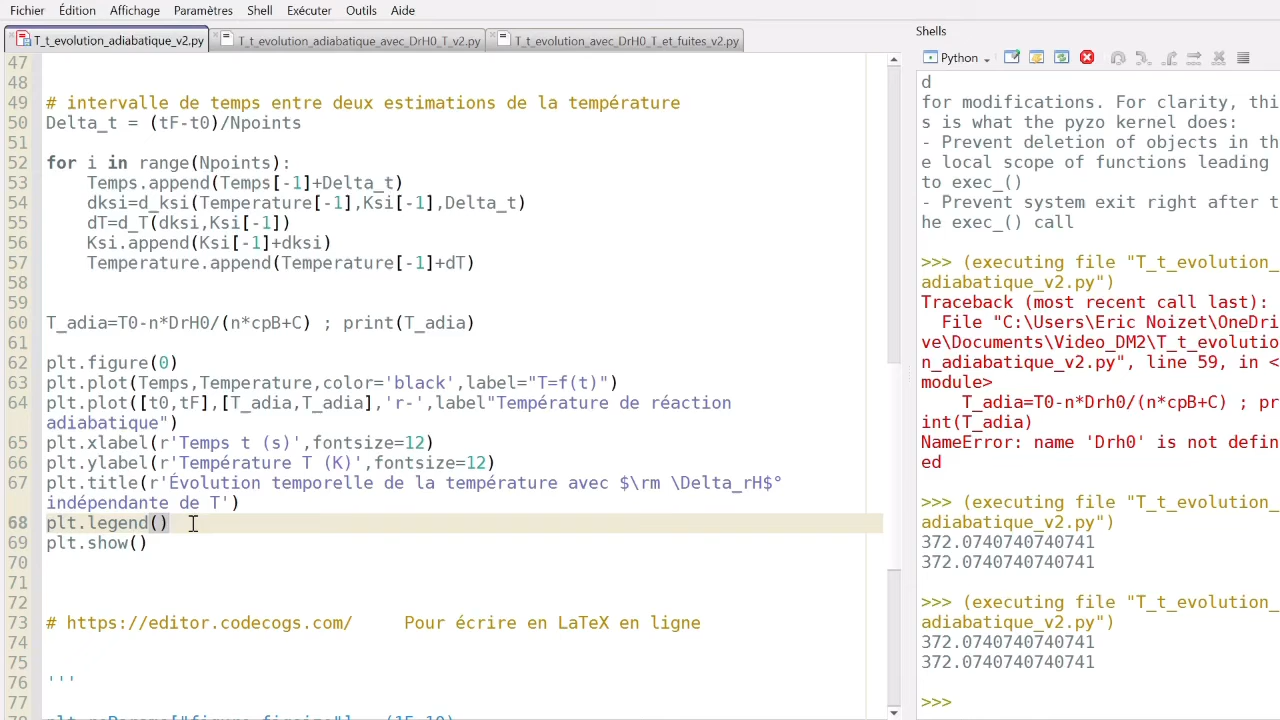 Fichier Édition Affichage Paramètres Shell Exécuter Outils Aide
T_t_evolution_adiabatique_v2.py T_t_evolution_adiabatique_avec_DrH0_T_v2.py T_t_evolution_avec_DrH0_T_et_fuites_v2.py
47
48
49 # intervalle de temps entre deux estimations de la température
50 Delta_t = (tF-t0)/Npoints
51
52 for i in range(Npoints):
53 Temps.append(Temps[-1]+Delta_t)
54 dksi=d_ksi(Temperature[-1],Ksi[-1],Delta_t)
55 dT=d_T(dksi,Ksi[-1])
56 Ksi.append(Ksi[-1]+dksi)
57 Temperature.append(Temperature[-1]+dT)
58
59
60 T_adia=T0-n*DrH0/(n*cpB+C) ; print(T_adia)
61
62 plt.figure(0)
63 plt.plot(Temps,Temperature,color='black',label="T=f(t)")
64 plt.plot([t0,tF],[T_adia,T_adia],'r-',label"Température de réaction
adiabatique")
65 plt.xlabel(r'Temps t (s)',fontsize=12)
66 plt.ylabel(r'Température T (K)',fontsize=12)
67 plt.title(r'Évolution temporelle de la température avec $\rm \Delta_rH$°
indépendante de T')
68 plt.legend()
69 plt.show()
70
71
72
73 # https://editor.codecogs.com/ Pour écrire en LaTeX en ligne
74
75
76 '''
77
Shells
Python
d
for modifications. For clarity, thi
s is what the pyzo kernel does:
- Prevent deletion of objects in th
e local scope of functions leading
to exec_()
- Prevent system exit right after t
he exec_() call
>>> (executing file "T_t_evolution_
adiabatique_v2.py")
Traceback (most recent call last):
File "C:\Users\Eric Noizet\OneDri
ve\Documents\Video_DM2\T_t_evolutio
n_adiabatique_v2.py", line 59, in <
module>
T_adia=T0-n*Drh0/(n*cpB+C) ; pr
int(T_adia)
NameError: name 'Drh0' is not defin
ed
>>> (executing file "T_t_evolution_
adiabatique_v2.py")
372.0740740740741
372.0740740740741
>>> (executing file "T_t_evolution_
adiabatique_v2.py")
372.0740740740741
372.0740740740741
>>>